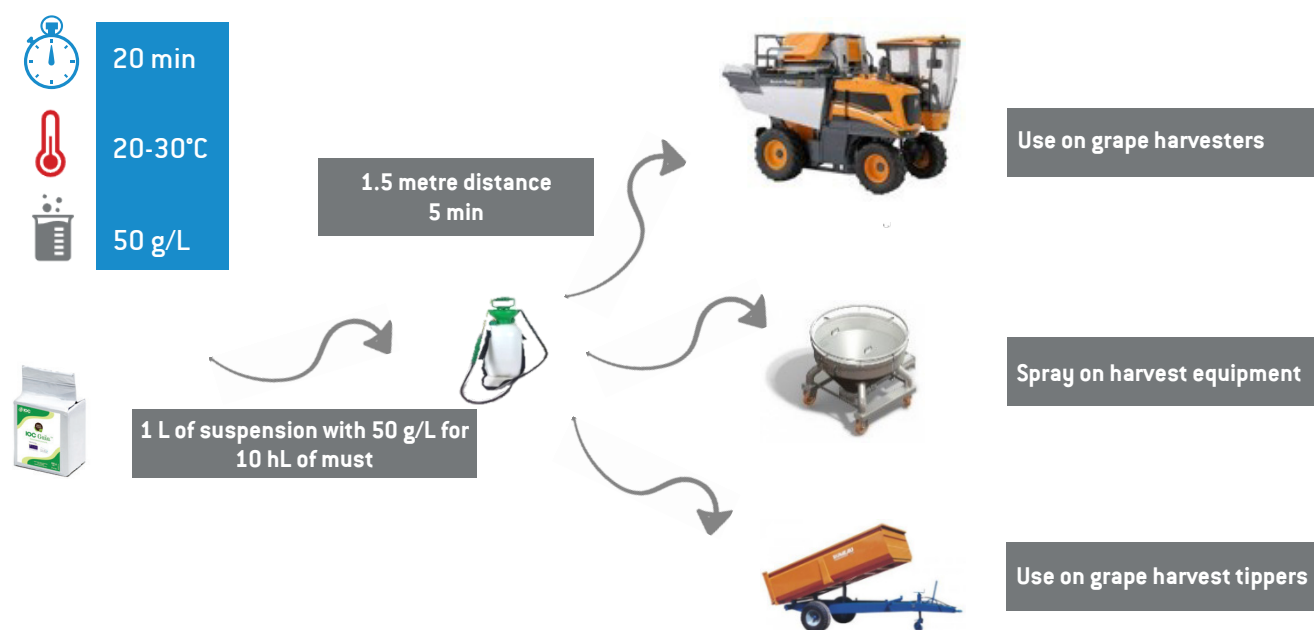 20 min
20-30°C
50 g/L
1.5 metre distance
5 min
Use on grape harvesters
Spray on harvest equipment
IOC
1 L of suspension with 50 g/L for
10 hL of must
Use on grape harvest tippers